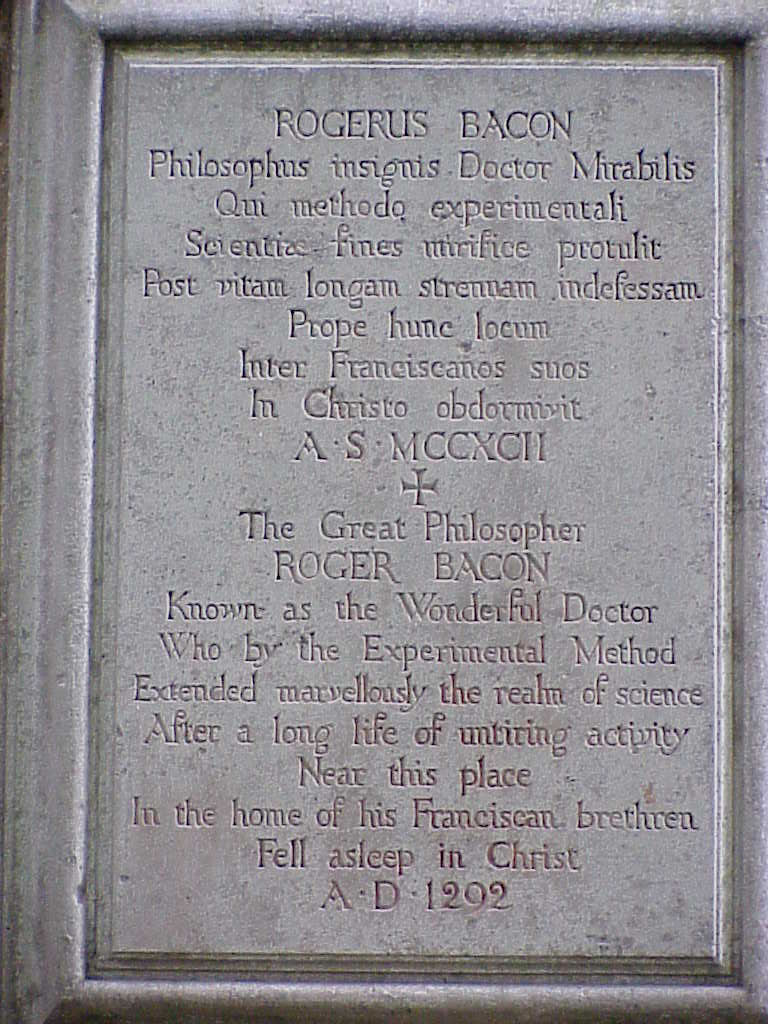 ROGERUS BACON
Philosophus insignis Doctor Mirabilis
Qui methodo experimentali
Scientiæ fines mirifice protulit
Post vitam longam strenuam indefessam
Prope hunc locum
Inter Franciscanos suos
In Christo obdormivit
A·S·MCCXCII
✠
The Great Philosopher
ROGER BACON
Known as the Wonderful Doctor
Who by the Experimental Method
Extended marvellously the realm of science
After a long life of untiring activity
Near this place
In the home of his Franciscan brethren
Fell asleep in Christ
A·D·1292